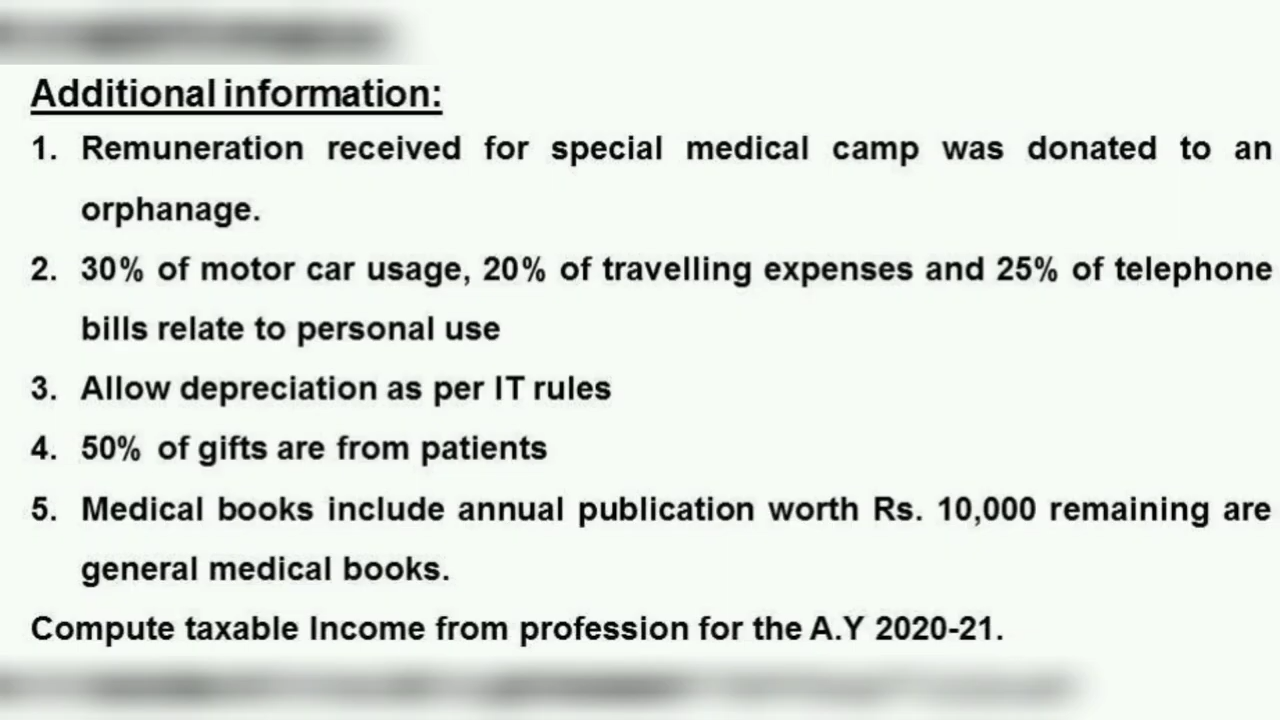 Additional information:
1. Remuneration received for special medical camp was donated to an
orphanage.
2. 30% of motor car usage, 20% of travelling expenses and 25% of telephone
bills relate to personal use
3. Allow depreciation as per IT rules
4. 50% of gifts are from patients
5. Medical books include annual publication worth Rs. 10,000 remaining are
general medical books.
Compute taxable Income from profession for the A.Y 2020-21.